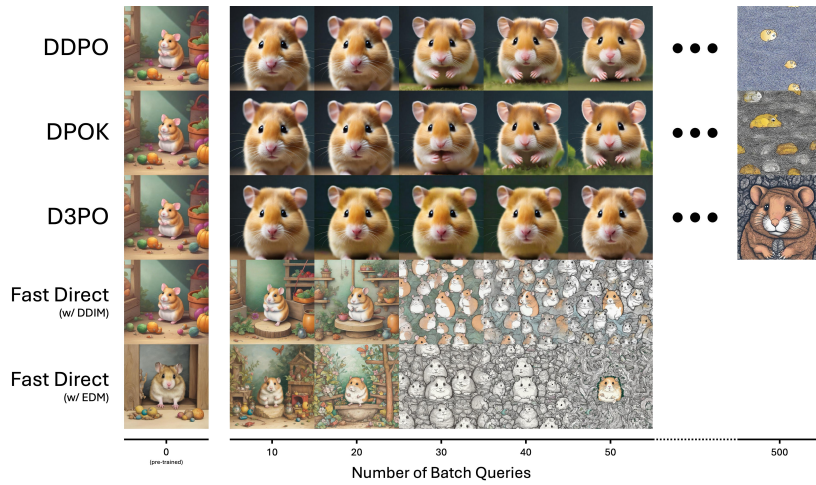 DDPO
DPOK
D3PO
Fast Direct
(w/ DDIM)
Fast Direct
(w/ EDM)
0
10
20
30
40
50
500
(pre-trained)
Number of Batch Queries